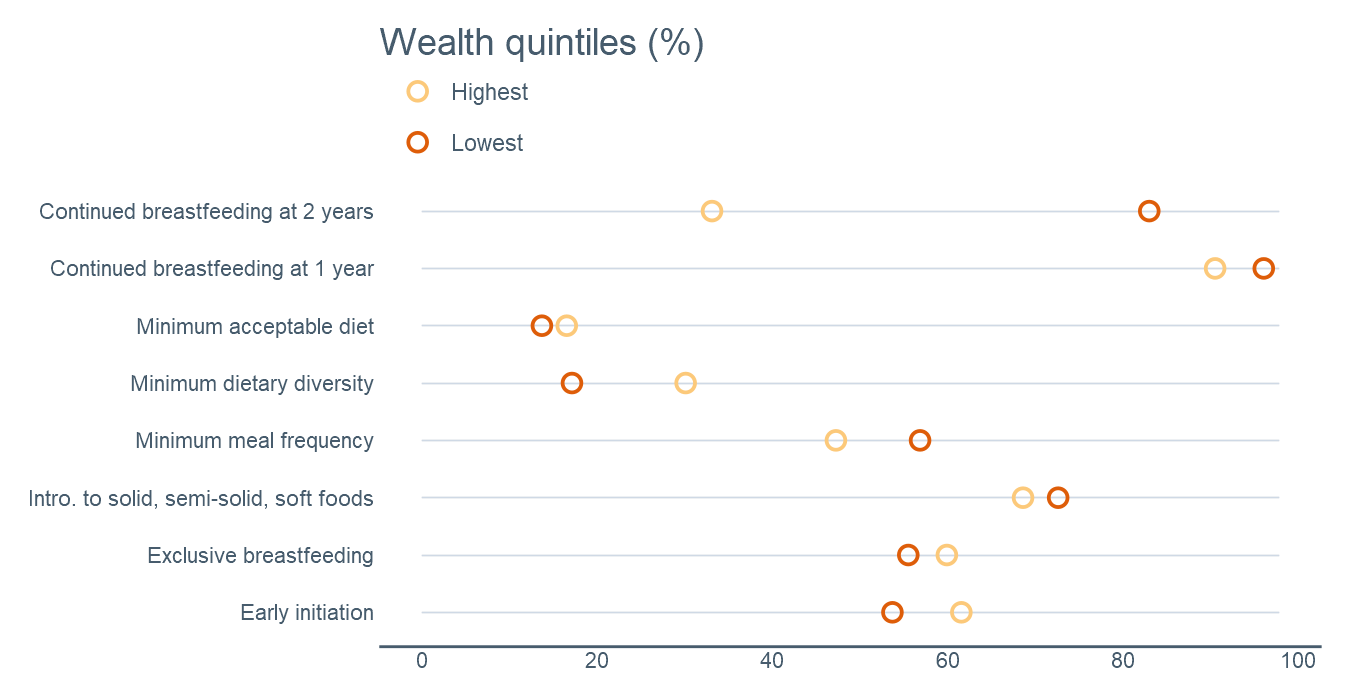 Wealth quintiles (%)
Highest
Lowest
Continued breastfeeding at 2 years
Continued breastfeeding at 1 year
Minimum acceptable diet
Minimum dietary diversity
Minimum meal frequency
Intro. to solid, semi-solid, soft foods
Exclusive breastfeeding
Early initiation
0 20 40 60 80 100